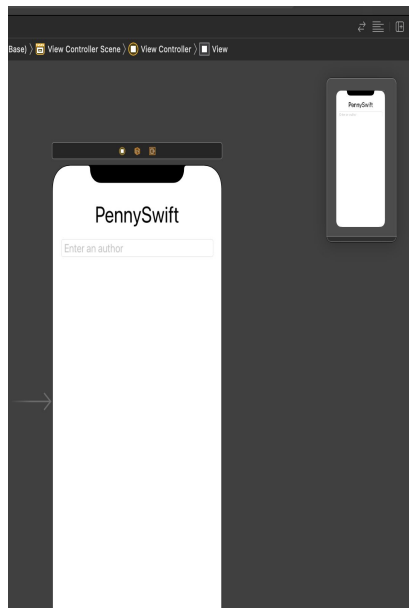 Base) 〉 View Controller Scene 〉 View Controller 〉 View
PennySwift
PennySwift
Enter an author